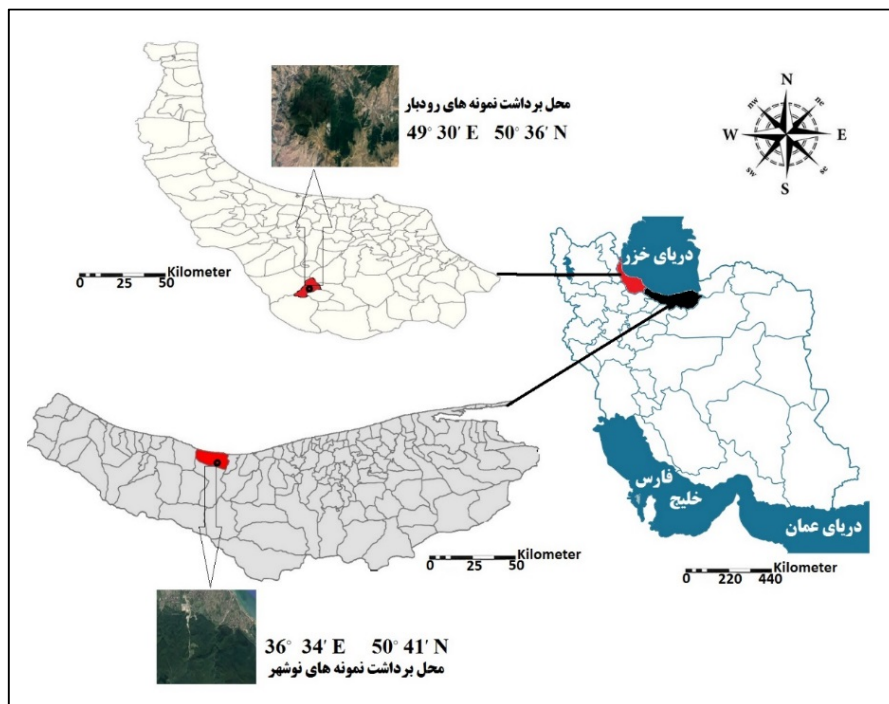 محل برداشت نمونه های رودبار
49° 30′ E 50° 36′ N
N
ne
E
se
S
sw
W
nw
Kilometer
0 25 50
دریای خزر
فارس
خلیج
دریای عمان
Kilometer
0 220 440
Kilometer
0 25 50
36° 34′ E 50° 41′ N
محل برداشت نمونه های نوشهر